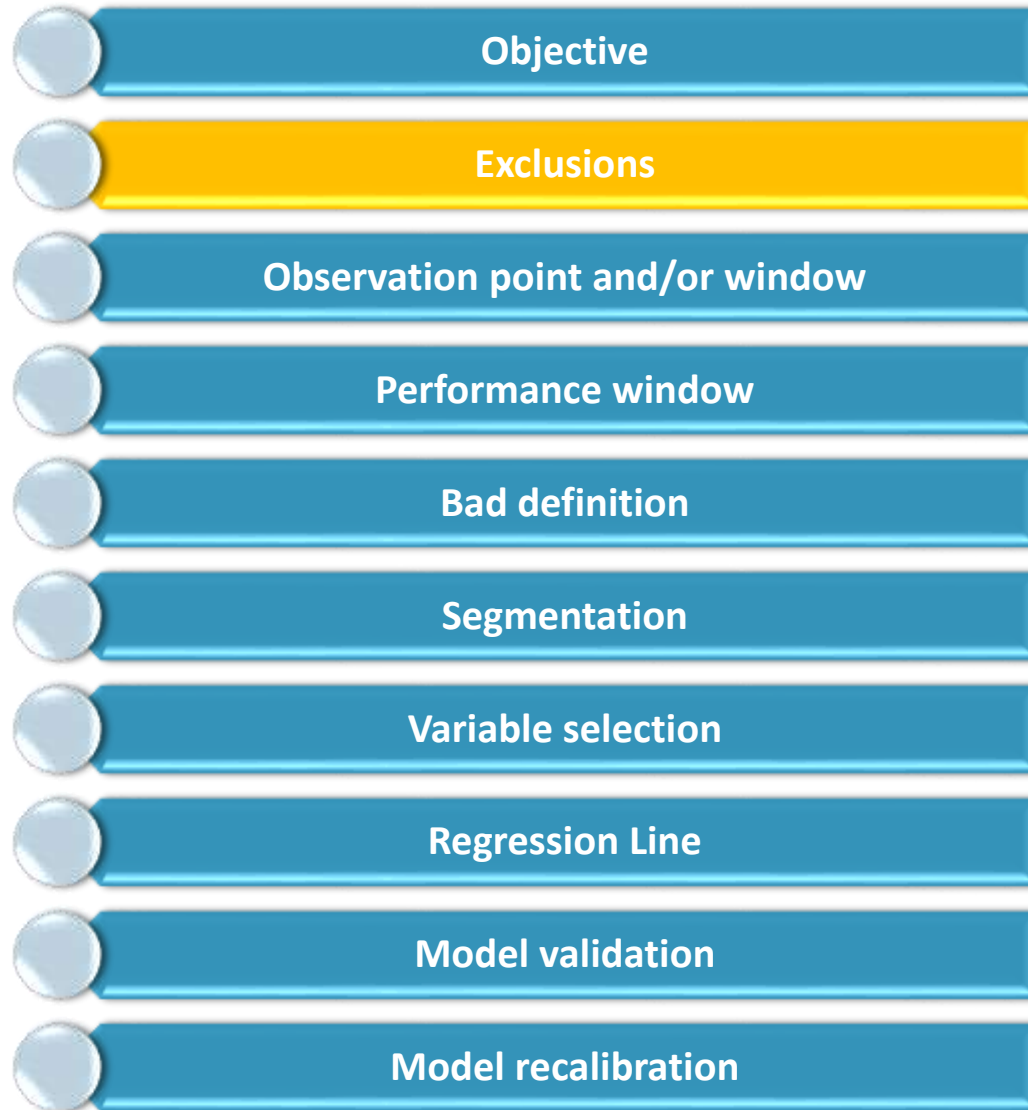 Objective
Exclusions
Observation point and/or window
Performance window
Bad definition
Segmentation
Variable selection
Regression Line
Model validation
Model recalibration